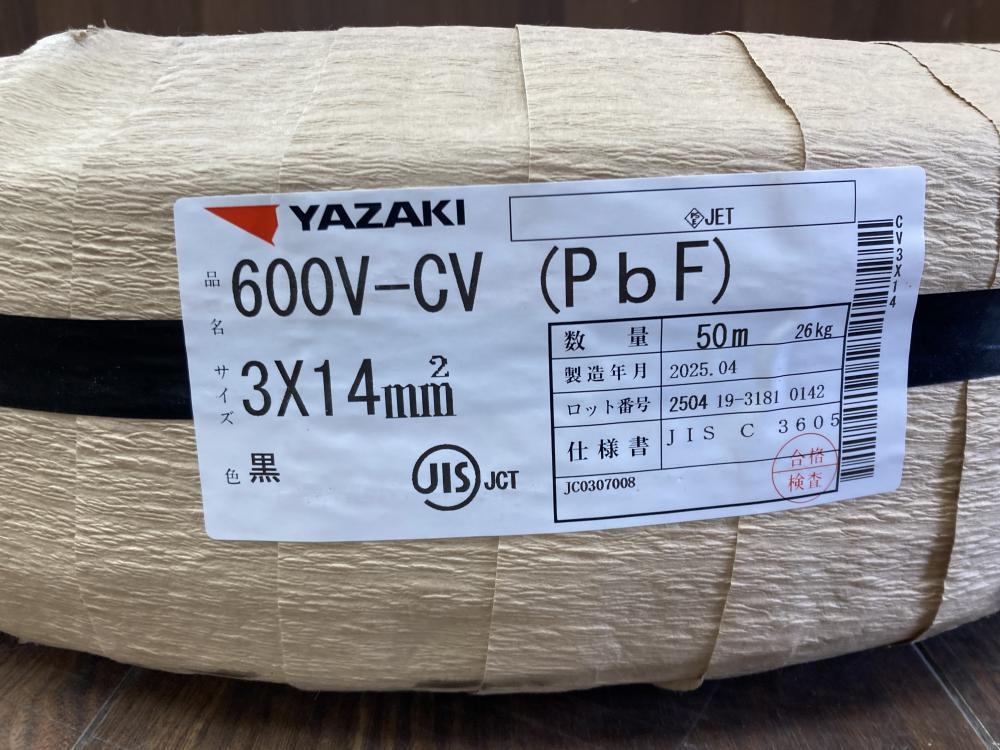 YAZAKI
PSE JET
品名 600V-CV (PbF)
サイズ 3X14mm²
色 黒
JIS JCT
数量 50m 26kg
製造年月 2025.04
ロット番号 2504 19-3181 0142
仕様書 JIS C 3605
JC0307008
合格
検査
CV3X14